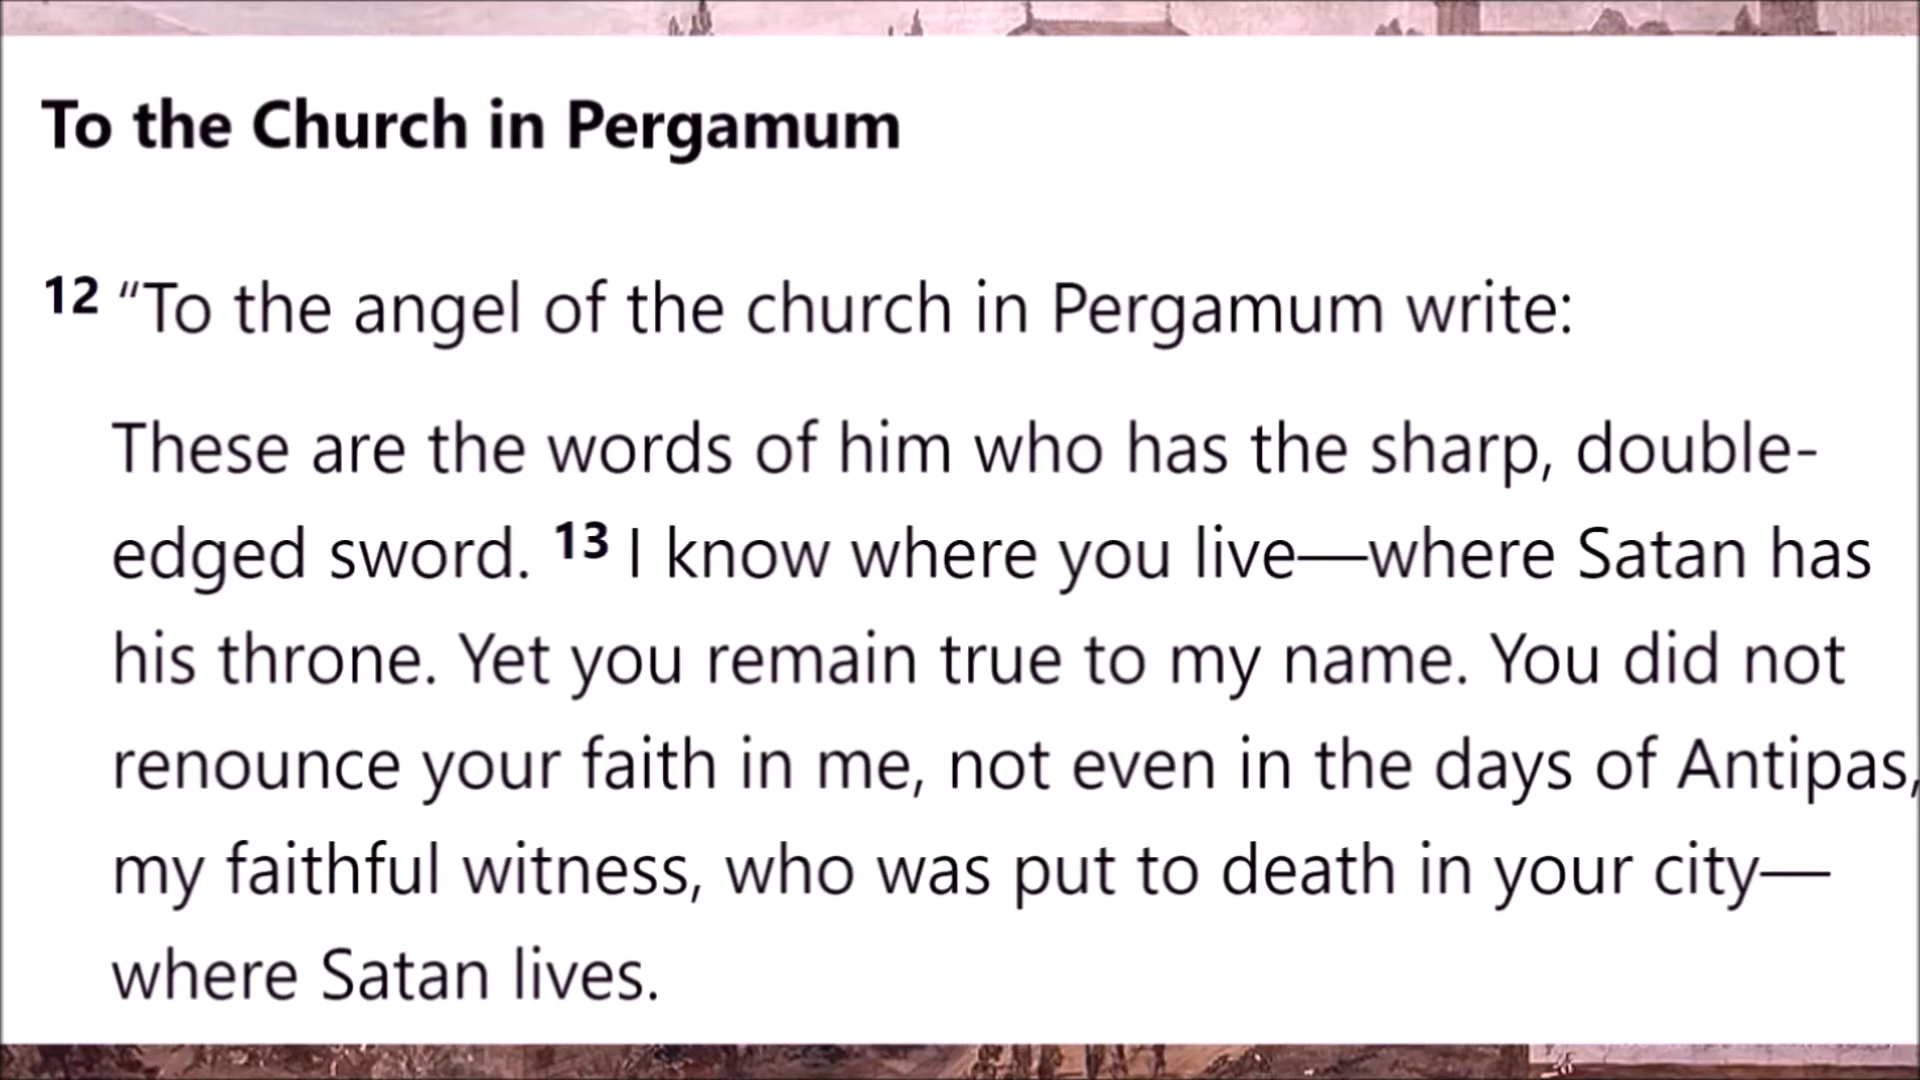 To the Church in Pergamum
12 “To the angel of the church in Pergamum write:
These are the words of him who has the sharp, double-
edged sword. 13 I know where you live—where Satan has
his throne. Yet you remain true to my name. You did not
renounce your faith in me, not even in the days of Antipas,
my faithful witness, who was put to death in your city—
where Satan lives.